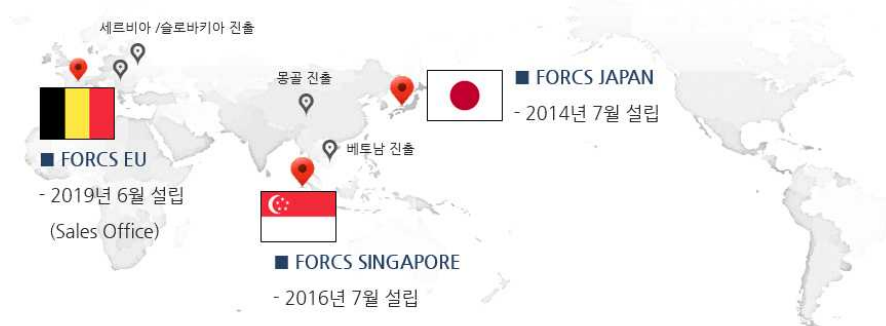 세르비아 /슬로바키아 진출
몽골 진출
■ FORCS JAPAN
- 2014년 7월 설립
베트남 진출
■ FORCS EU
- 2019년 6월 설립
(Sales Office)
■ FORCS SINGAPORE
- 2016년 7월 설립